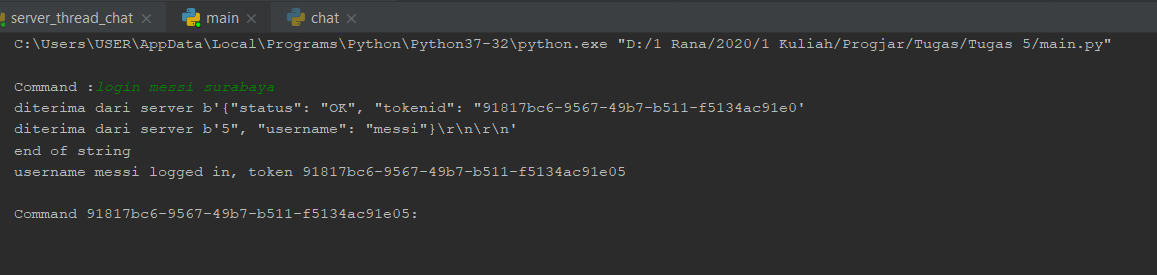 server_thread_chat × main × chat ×
C:\Users\USER\AppData\Local\Programs\Python\Python37-32\python.exe "D:/1 Rana/2020/1 Kuliah/Progjar/Tugas/Tugas 5/main.py"
Command :login messi surabaya
diterima dari server b'{"status": "OK", "tokenid": "91817bc6-9567-49b7-b511-f5134ac91e0'
diterima dari server b'5", "username": "messi"}\r\n\r\n'
end of string
username messi logged in, token 91817bc6-9567-49b7-b511-f5134ac91e05
Command 91817bc6-9567-49b7-b511-f5134ac91e05: